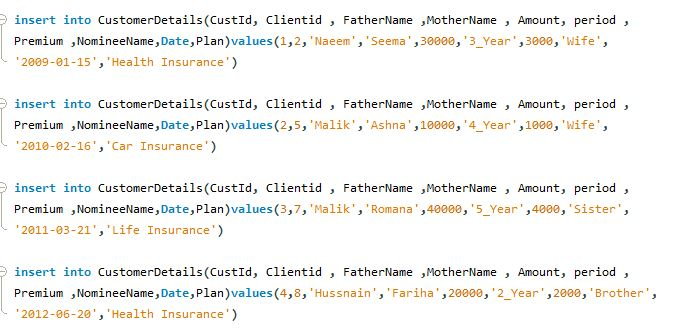 insert into CustomerDetails(CustId, Clientid , FatherName ,MotherName , Amount, period ,
Premium ,NomineeName,Date,Plan)values(1,2,'Naeem','Seema',30000,'3_Year',3000,'Wife',
'2009-01-15','Health Insurance')
insert into CustomerDetails(CustId, Clientid , FatherName ,MotherName , Amount, period ,
Premium ,NomineeName,Date,Plan)values(2,5,'Malik','Ashna',10000,'4_Year',1000,'Wife',
'2010-02-16','Car Insurance')
insert into CustomerDetails(CustId, Clientid , FatherName ,MotherName , Amount, period ,
Premium ,NomineeName,Date,Plan)values(3,7,'Malik','Romana',40000,'5_Year',4000,'Sister',
'2011-03-21','Life Insurance')
insert into CustomerDetails(CustId, Clientid , FatherName ,MotherName , Amount, period ,
Premium ,NomineeName,Date,Plan)values(4,8,'Hussnain','Fariha',20000,'2_Year',2000,'Brother',
'2012-06-20','Health Insurance')